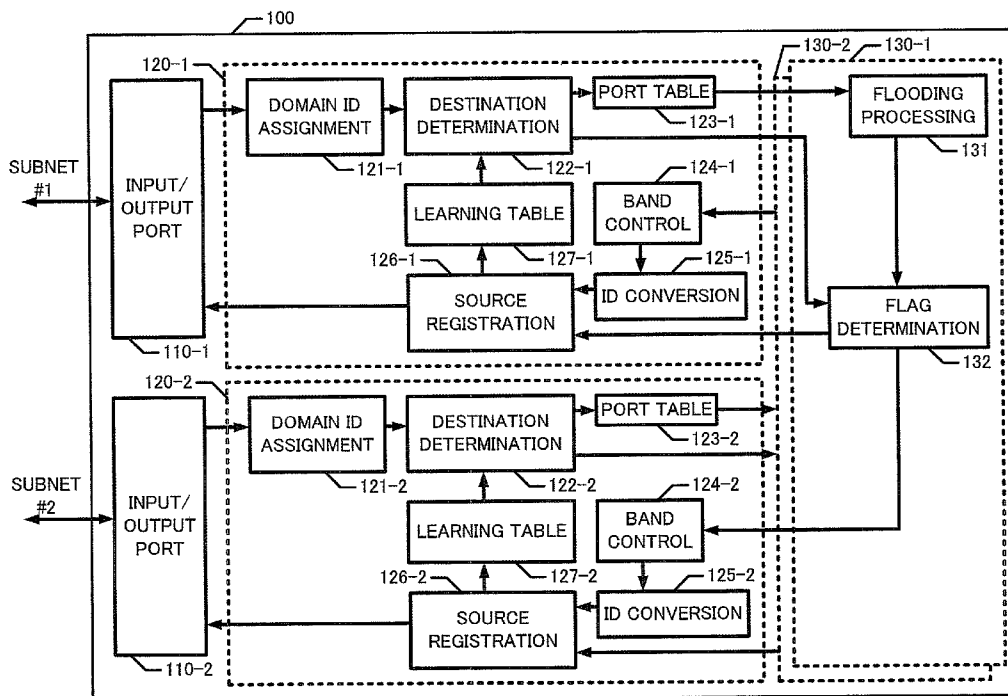 100
120-1
130-2
130-1
DOMAIN ID
ASSIGNMENT
121-1
DESTINATION
DETERMINATION
122-1
PORT TABLE
123-1
FLOODING
PROCESSING
131
SUBNET
#1
INPUT/
OUTPUT
PORT
110-1
LEARNING TABLE
127-1
124-1
BAND
CONTROL
126-1
SOURCE
REGISTRATION
125-1
ID CONVERSION
FLAG
DETERMINATION
132
120-2
DOMAIN ID
ASSIGNMENT
121-2
DESTINATION
DETERMINATION
122-2
PORT TABLE
123-2
SUBNET
#2
INPUT/
OUTPUT
PORT
110-2
LEARNING TABLE
127-2
124-2
BAND
CONTROL
126-2
SOURCE
REGISTRATION
125-2
ID CONVERSION